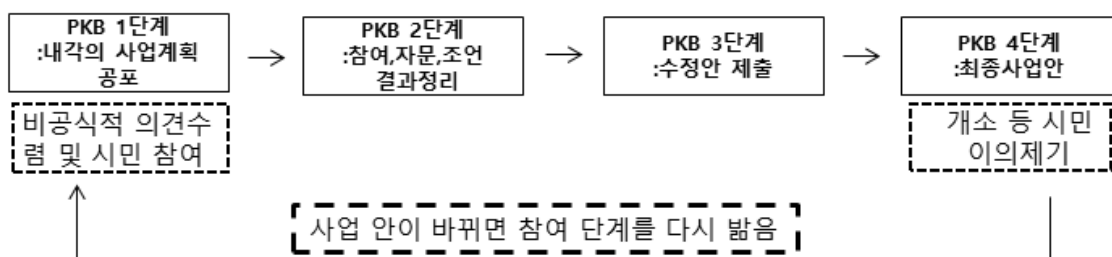 PKB 1단계
:내각의 사업계획
공포
PKB 2단계
:참여,자문,조언
결과정리
PKB 3단계
:수정안 제출
PKB 4단계
:최종사업안
비공식적 의견수
렴 및 시민 참여
개소 등 시민
이의제기
사업 안이 바뀌면 참여 단계를 다시 밟음